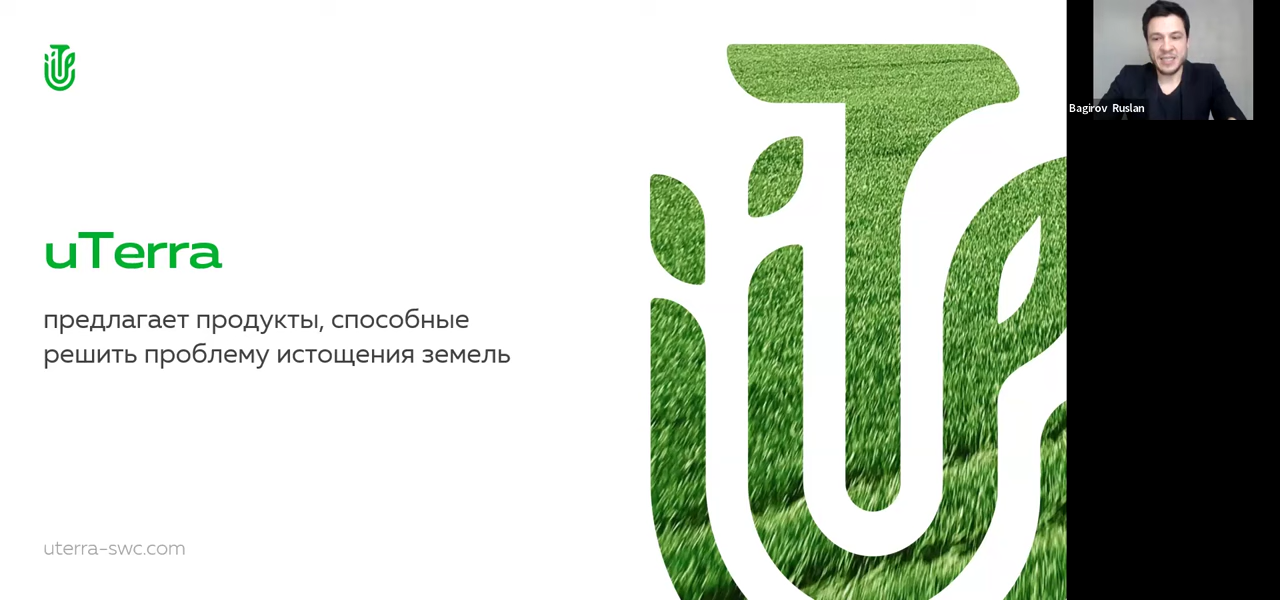 uTerra
предлагает продукты, способные
решить проблему истощения земель
uterra-swc.com
Bagirov Ruslan